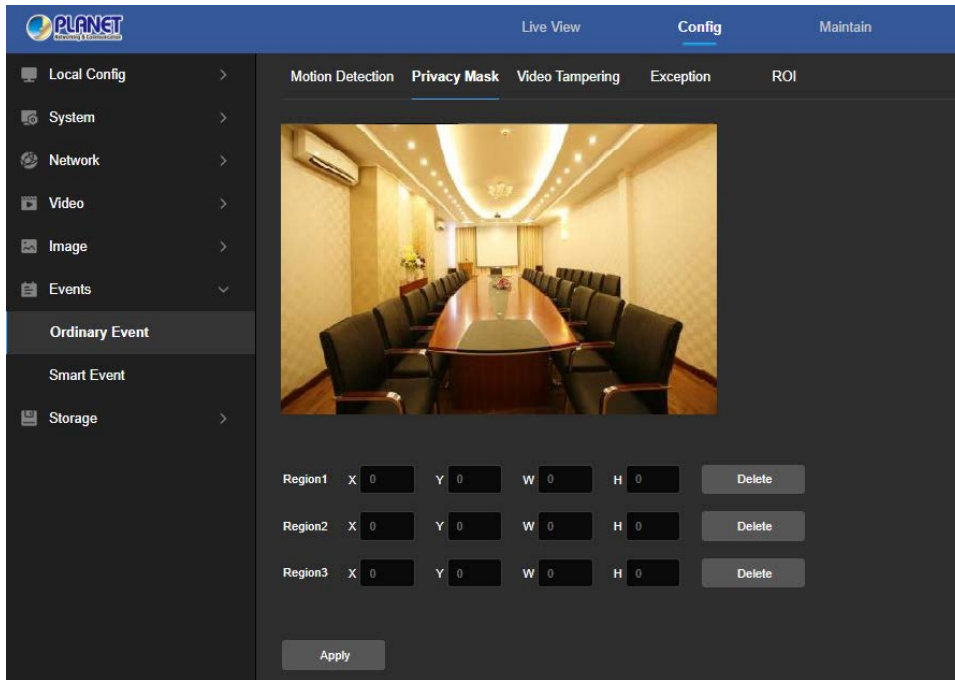 PLANET
Networking & Communication
Live View Config Maintain
Local Config
System
Network
Video
Image
Events
Ordinary Event
Smart Event
Storage
Motion Detection Privacy Mask Video Tampering Exception ROI
Region1 X 0 Y 0 W 0 H 0 Delete
Region2 X 0 Y 0 W 0 H 0 Delete
Region3 X 0 Y 0 W 0 H 0 Delete
Apply